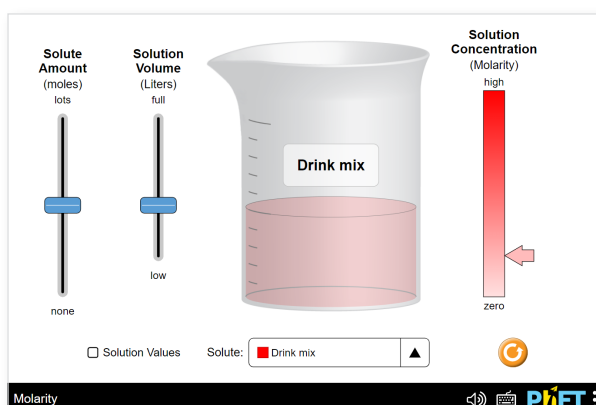 Solute
Amount
(moles)
lots
none
Solution
Volume
(Liters)
full
low
Drink mix
Solution
Concentration
(Molarity)
high
zero
Solution Values
Solute:
Drink mix
Molarity
PhET